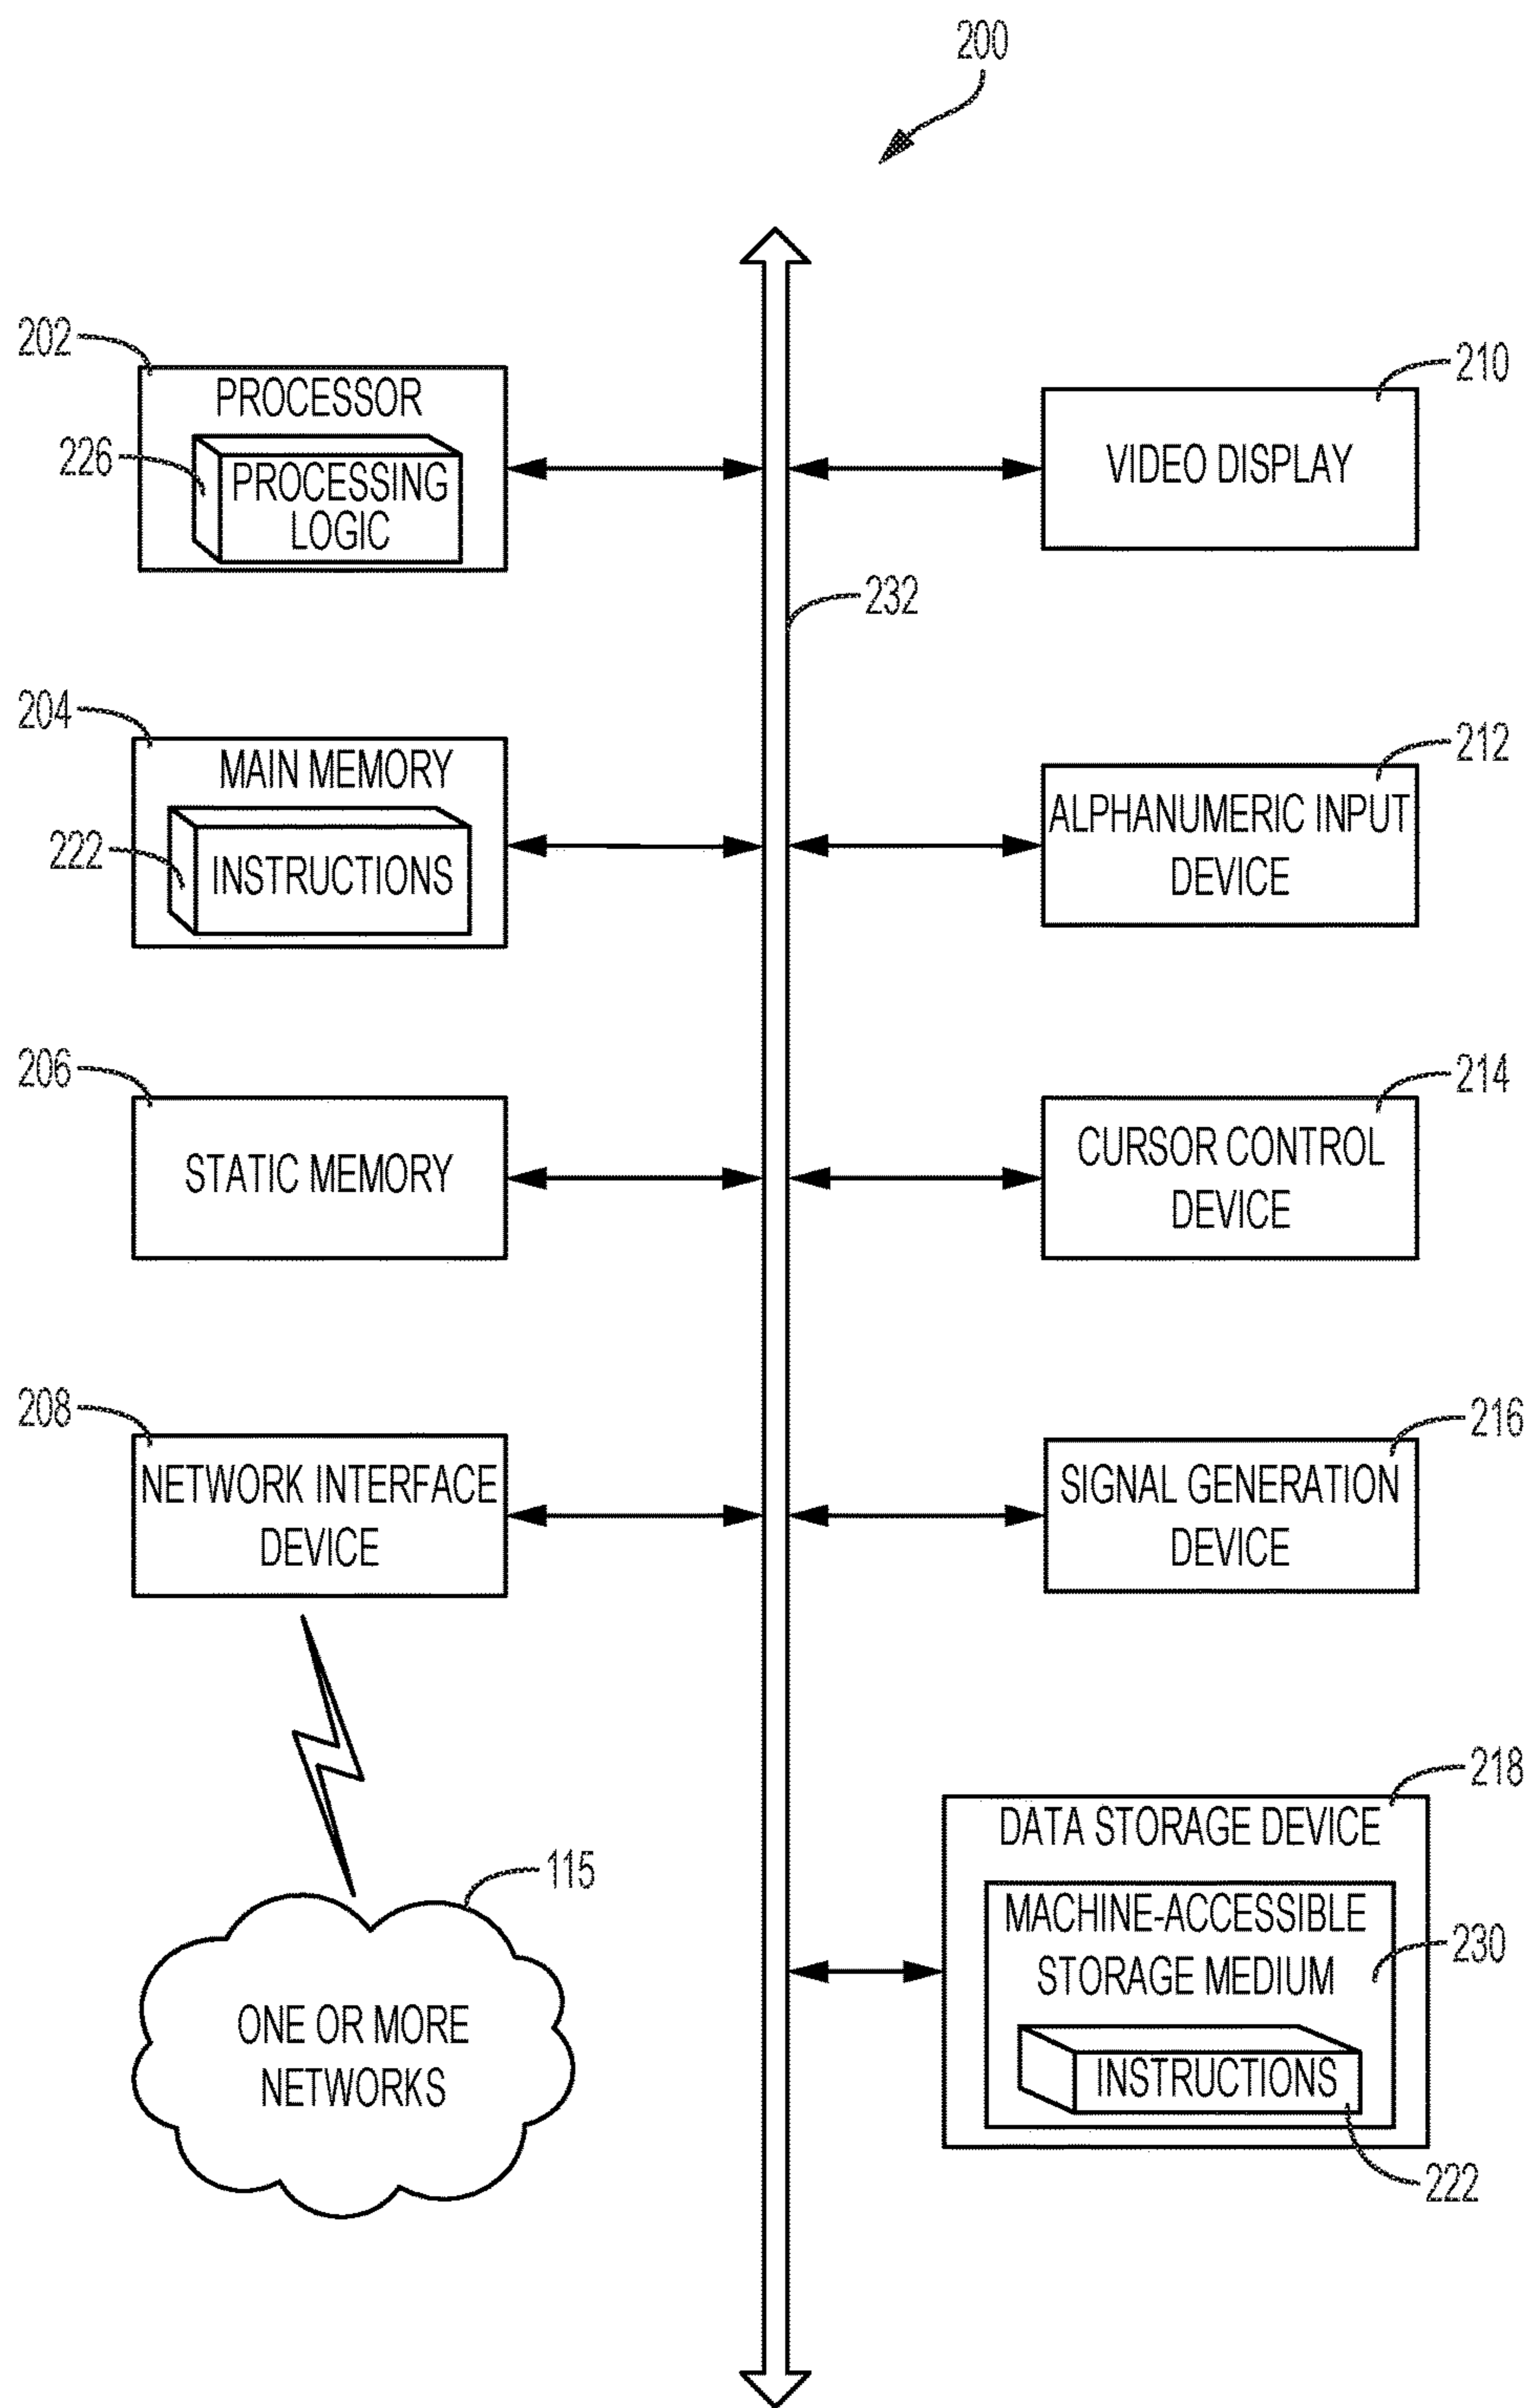 200
202
PROCESSOR
226
PROCESSING
LOGIC
210
VIDEO DISPLAY
232
204
MAIN MEMORY
222
INSTRUCTIONS
212
ALPHANUMERIC INPUT
DEVICE
206
STATIC MEMORY
214
CURSOR CONTROL
DEVICE
208
NETWORK INTERFACE
DEVICE
216
SIGNAL GENERATION
DEVICE
115
ONE OR MORE
NETWORKS
218
DATA STORAGE DEVICE
MACHINE-ACCESSIBLE
STORAGE MEDIUM
230
INSTRUCTIONS
222